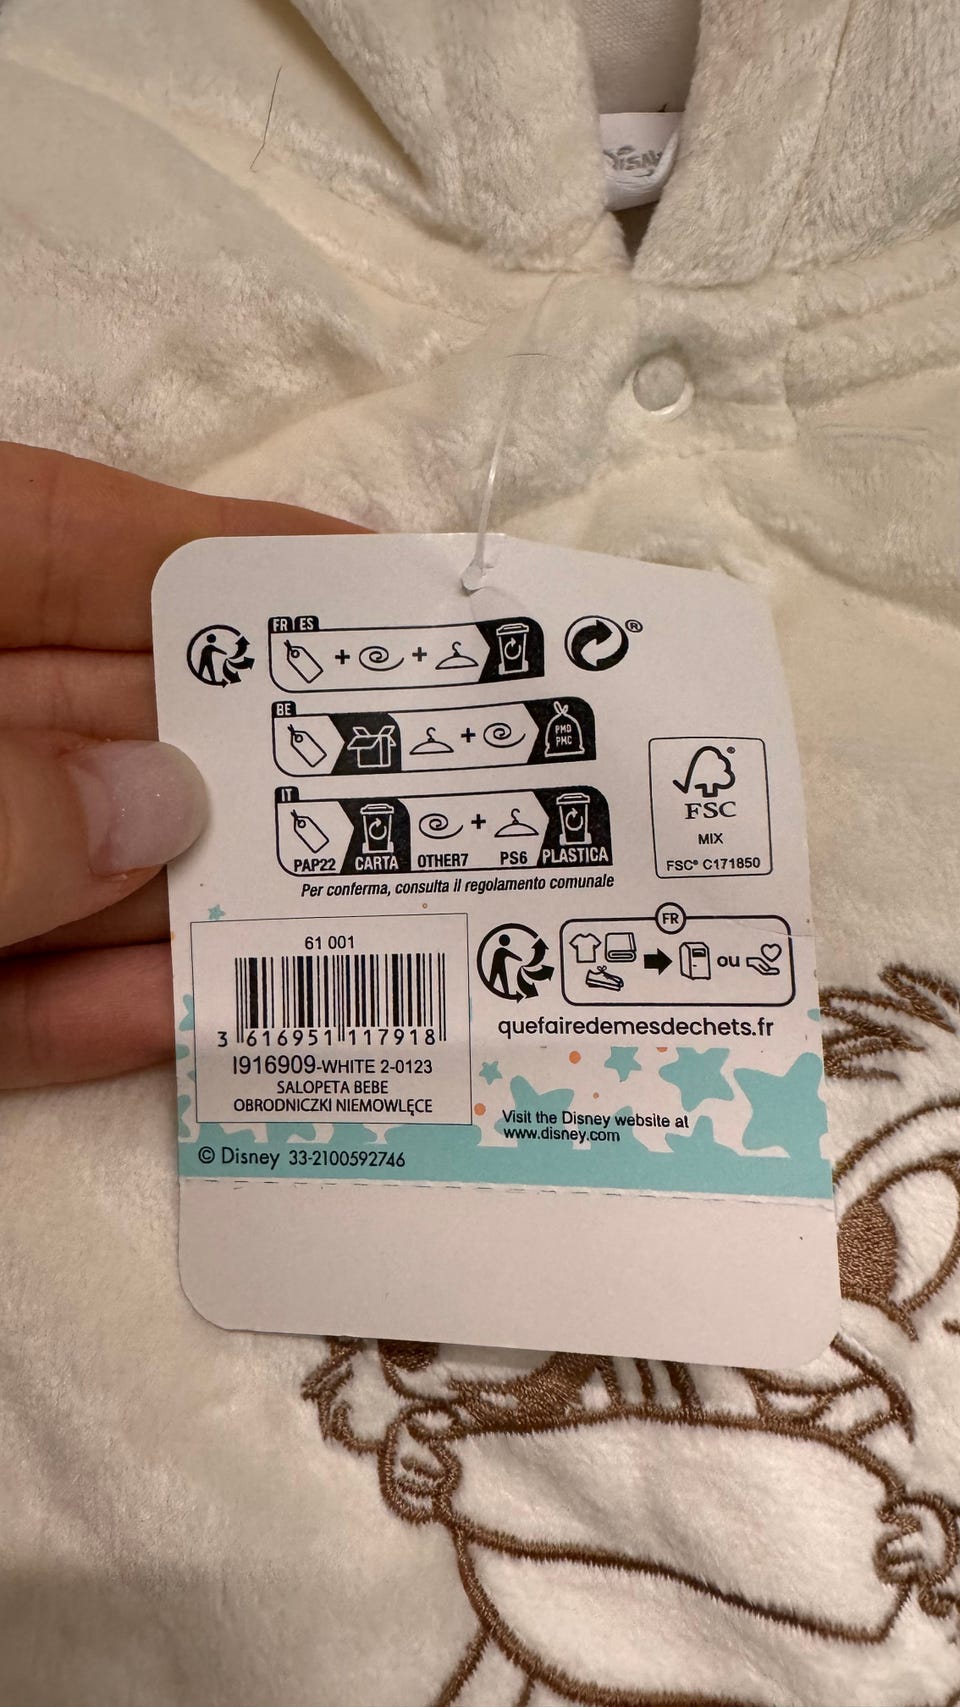 DISNEY
FR ES
®
BE
PMD
PMC
IT
PAP22 CARTA OTHER7 PS6 PLASTICA
Per conferma, consulta il regolamento comunale
®
FSC
MIX
FSC® C171850
61 001
3 616951 117918
I916909-WHITE 2-0123
SALOPETA BEBE
OBRODNICZKI NIEMOWLĘCE
FR
ou
quefairedemesdechets.fr
Visit the Disney website at
www.disney.com
© Disney 33-2100592746